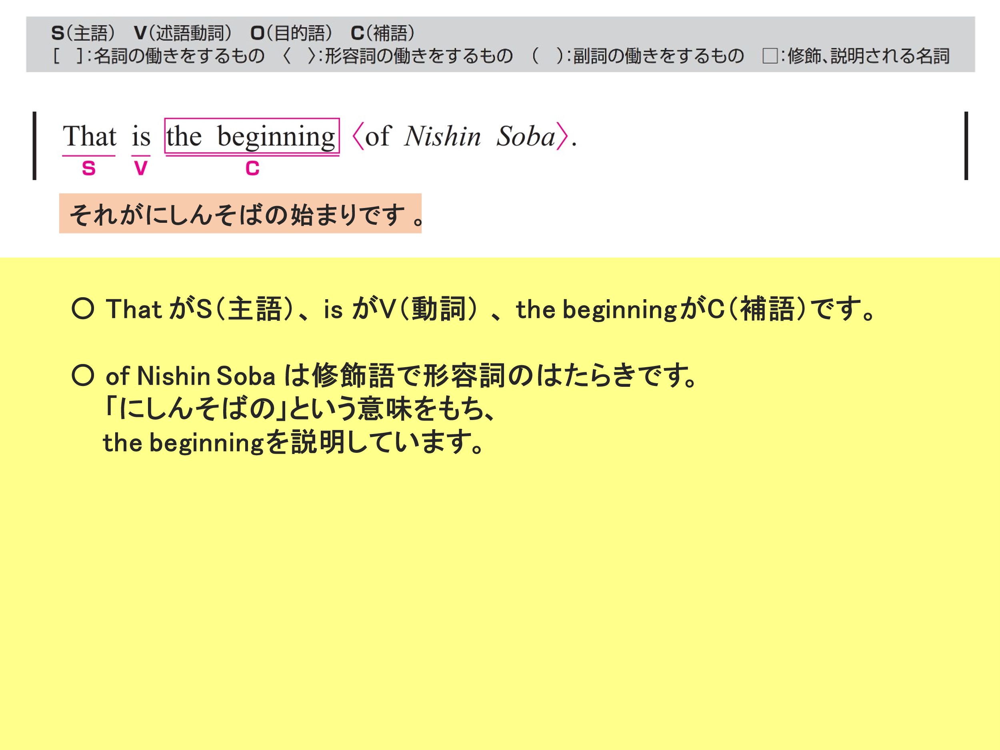 S（主語）　V（述語動詞）　O（目的語）　C（補語）
［　］：名詞の働きをするもの　〈　〉：形容詞の働きをするもの　（　）：副詞の働きをするもの　□：修飾、説明される名詞
That is the beginning 〈of Nishin Soba〉.
S V C
それがにしんそばの始まりです 。
○ That がS（主語）、 is がV（動詞） 、 the beginningがC（補語）です。
○ of Nishin Soba は修飾語で形容詞のはたらきです。
「にしんそばの」という意味をもち、
the beginningを説明しています。